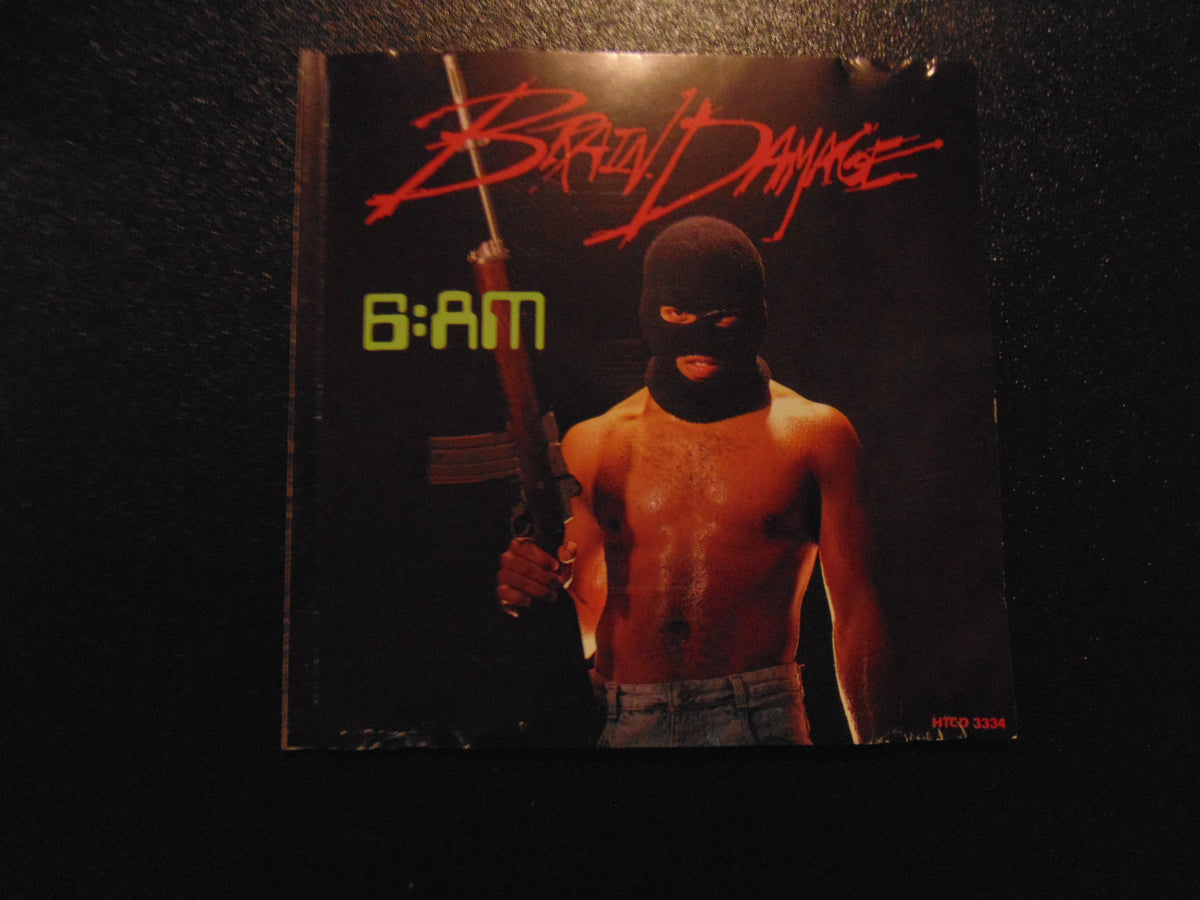 BRAIN DAMAGE
6:AM
HTCD 3334